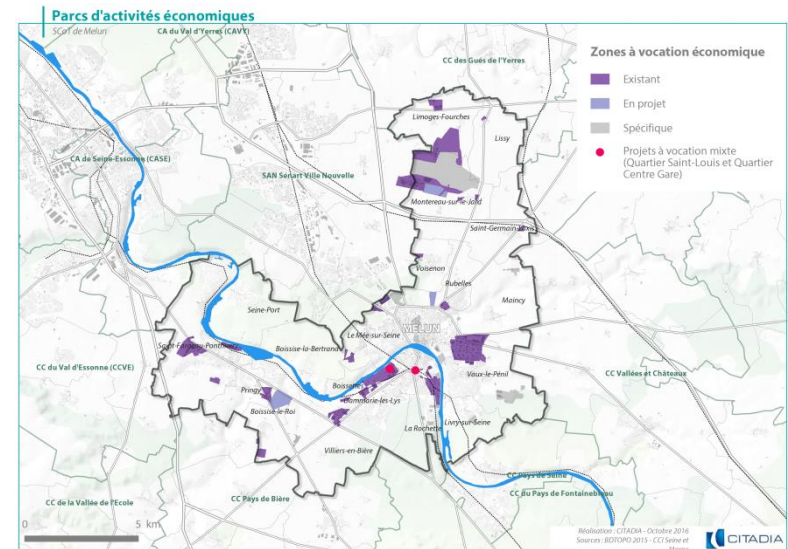 Parcs d'activités économiques
SCoT de Melun
CA du Val d'Yerres (CAVY)
CC des Gués de l'Yerres
Zones à vocation économique
Existant
En projet
Spécifique
Projets à vocation mixte
(Quartier Saint-Louis et Quartier
Centre Gare)
Limoges-Fourches
Lissy
CA de Seine-Essonne (CASE)
SAN Sénart Ville Nouvelle
Montereau-sur-le-Jard
Saint-Germain-Laxis
Voisenon
Rubelles
Maincy
Seine-Port
MELUN
Le Mée-sur-Seine
Saint-Fargeau-Ponthierry
Boissise-la-Bertrand
CC du Val d'Essonne (CCVE)
Vaux-le-Pénil
CC Vallées et Châteaux
Pringy
Dammarie-les-Lys
Boissise-le-Roi
La Rochette
Livry-sur-Seine
Villiers-en-Bière
CC Pays de Seine
CC de la Vallée de l'Ecole
CC Pays de Bière
CC du Pays de Fontainebleau
0 5 km
Réalisation : CITADIA - Octobre 2016
Sources : BDTOPO 2015 - CCI Seine et
Marne
CITADIA